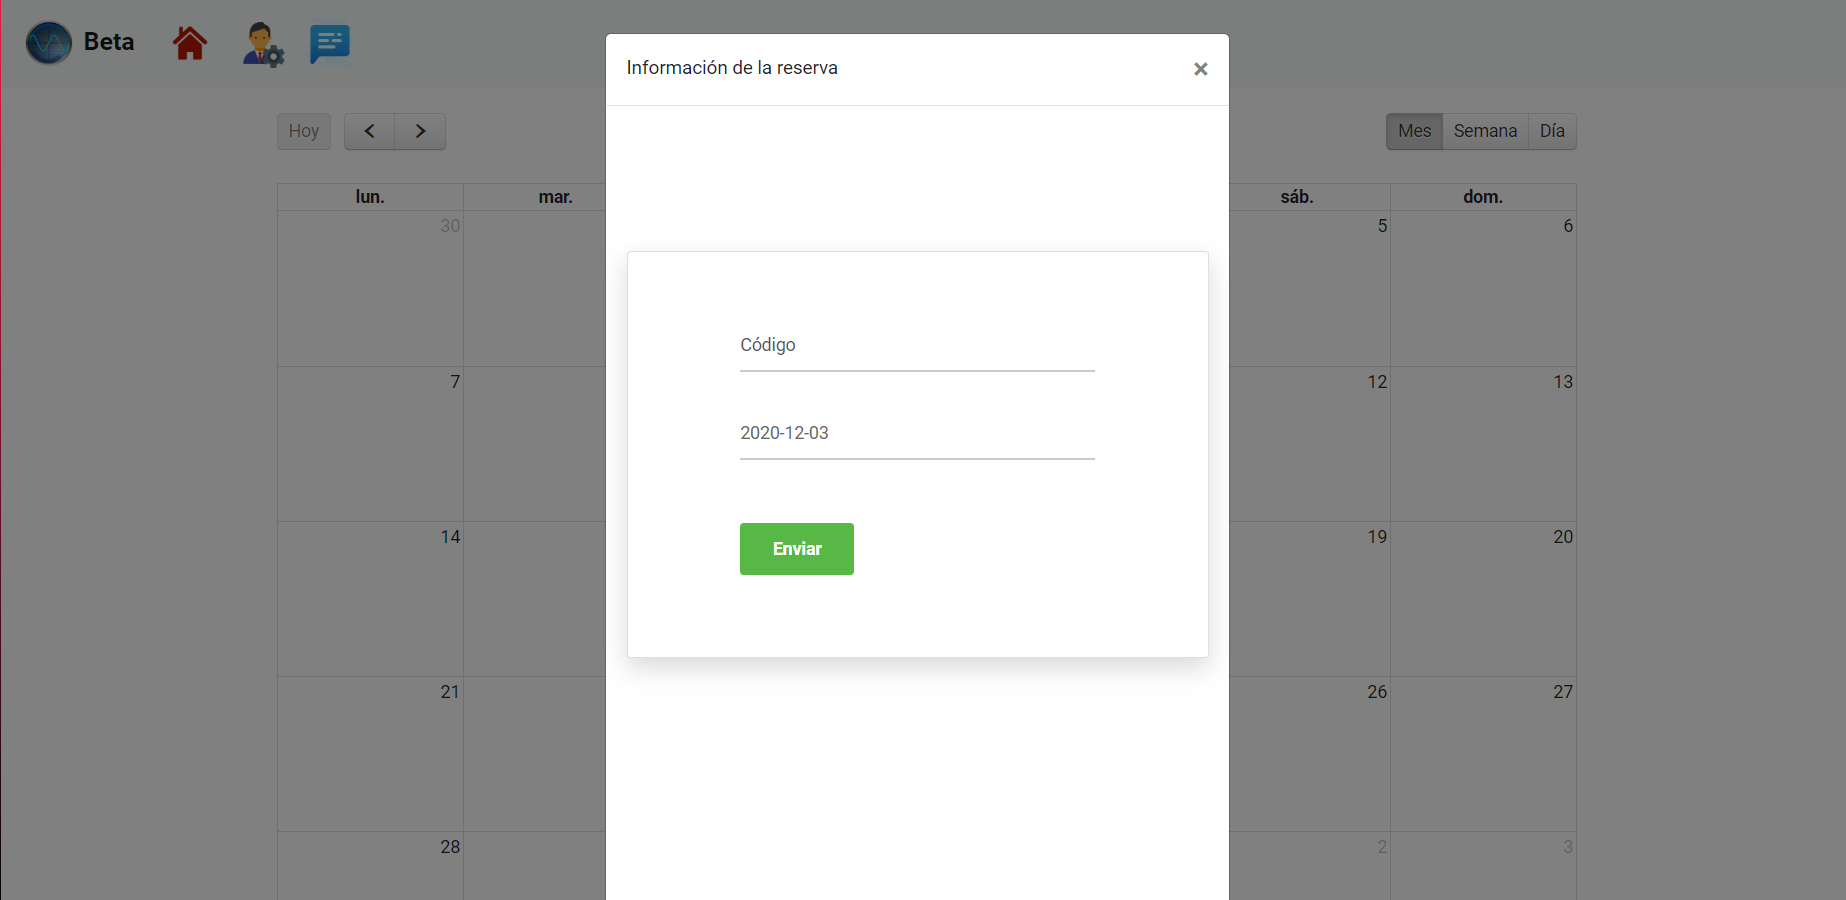 Beta
Información de la reserva
×
Hoy
Mes Semana Día
lun. mar. sáb. dom.
30 5 6
Código
7 12 13
2020-12-03
14 19 20
Enviar
21 26 27
28 2 3